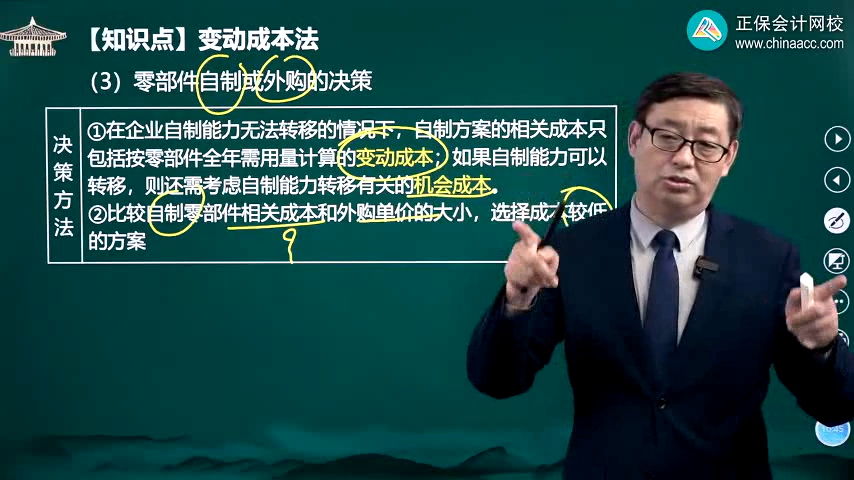 【知识点】变动成本法
正保会计网校
www.chinaacc.com
（3）零部件自制或外购的决策
决策方法
①在企业自制能力无法转移的情况下，自制方案的相关成本只
包括按零部件全年需用量计算的变动成本；如果自制能力可以
转移，则还需考虑自制能力转移有关的机会成本。
②比较自制零部件相关成本和外购单价的大小，选择成本较低
的方案
9
10:45